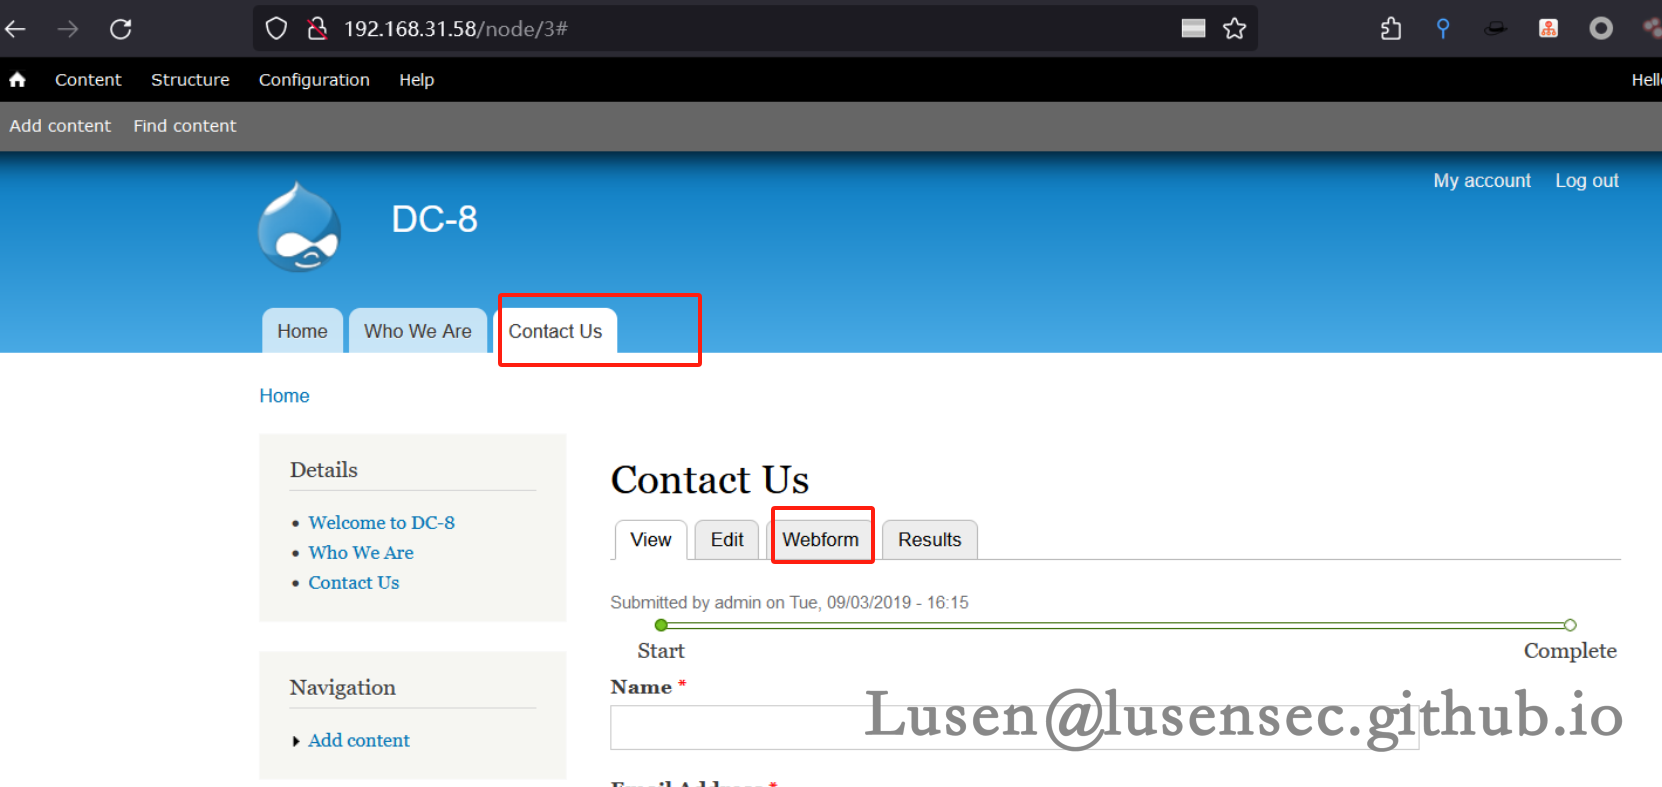 192.168.31.58/node/3#
Content Structure Configuration Help
Add content Find content
My account Log out
DC-8
Home Who We Are Contact Us
Home
Details
Welcome to DC-8
Who We Are
Contact Us
Navigation
Add content
Contact Us
View Edit Webform Results
Submitted by admin on Tue, 09/03/2019 - 16:15
Start Complete
Name *
Lusen@lusensec.github.io
Email Address *